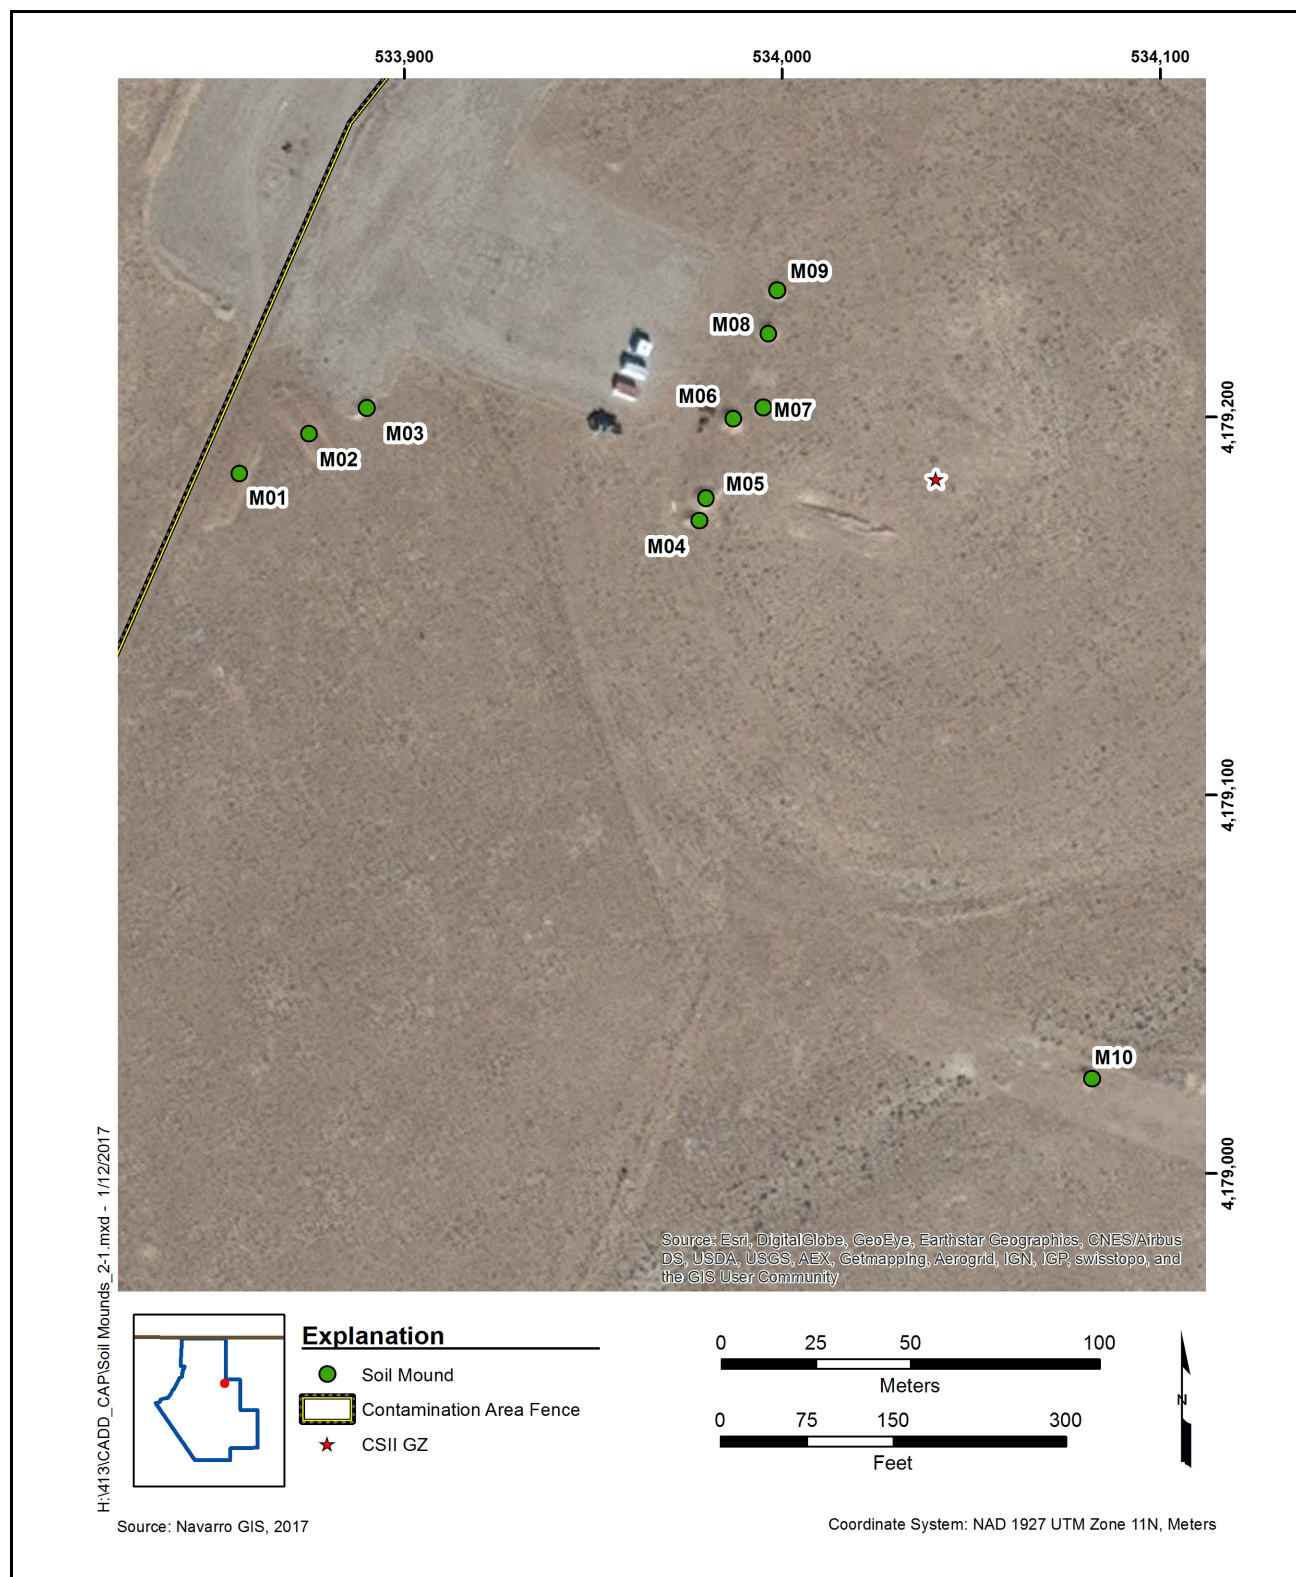 533,900
534,000
534,100
M09
M08
M06
M07
4,179,200
M03
M02
M01
M05
M04
4,179,100
M10
4,179,000
H:\413\CADD_CAP\Soil Mounds_2-1.mxd - 1/12/2017
Source: Esri, DigitalGlobe, GeoEye, Earthstar Geographics, CNES/Airbus
DS, USDA, USGS, AEX, Getmapping, Aerogrid, IGN, IGP, swisstopo, and
the GIS User Community
Explanation
Soil Mound
Contamination Area Fence
CSII GZ
0 25 50 100
Meters
0 75 150 300
Feet
N
Source: Navarro GIS, 2017
Coordinate System: NAD 1927 UTM Zone 11N, Meters